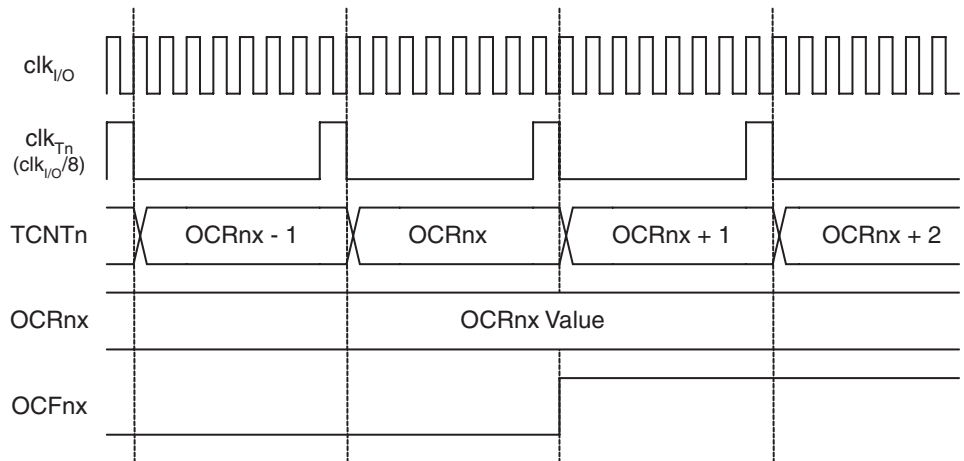 clkI/O
clkTn
(clkI/O/8)
TCNTn
OCRnx - 1
OCRnx
OCRnx + 1
OCRnx + 2
OCRnx
OCRnx Value
OCFnx